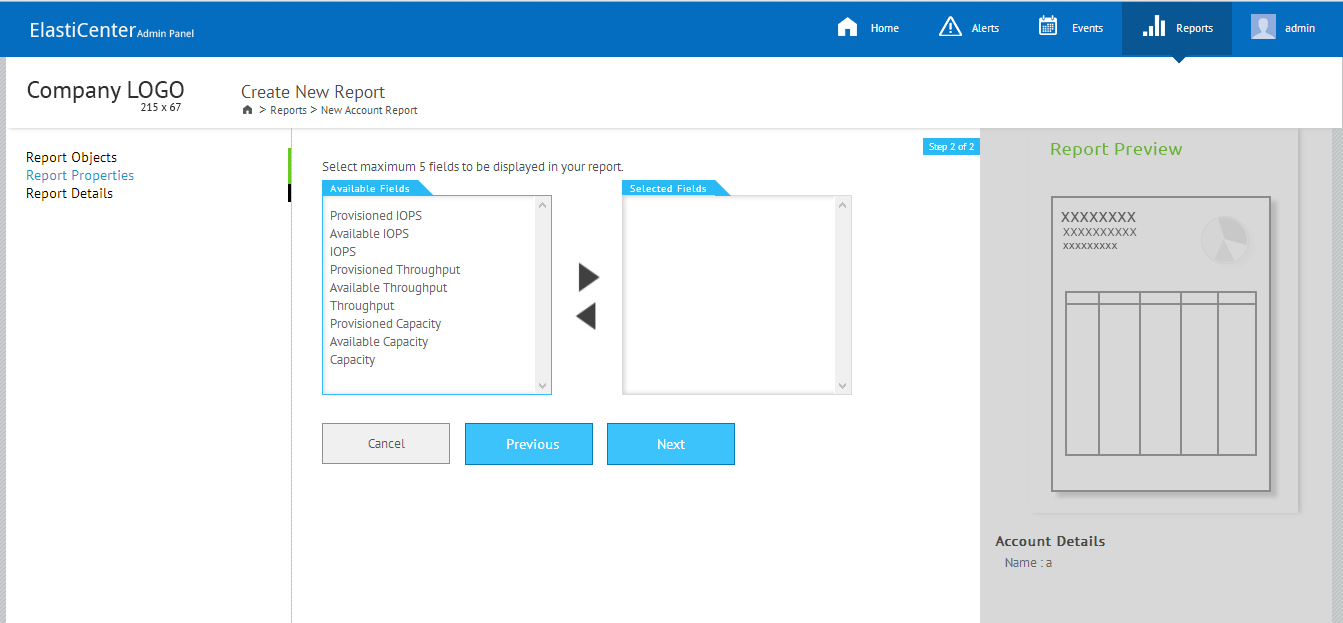 ElastiCenter Admin Panel
Home
Alerts
Events
Reports
admin
Company LOGO
215 x 67
Create New Report
> Reports > New Account Report
Report Objects
Report Properties
Report Details
Step 2 of 2
Select maximum 5 fields to be displayed in your report.
Available Fields
Provisioned IOPS
Available IOPS
IOPS
Provisioned Throughput
Available Throughput
Throughput
Provisioned Capacity
Available Capacity
Capacity
Selected Fields
Cancel
Previous
Next
Report Preview
XXXXXXXX
XXXXXXXXXX
xxxxxxxxx
Account Details
Name : a